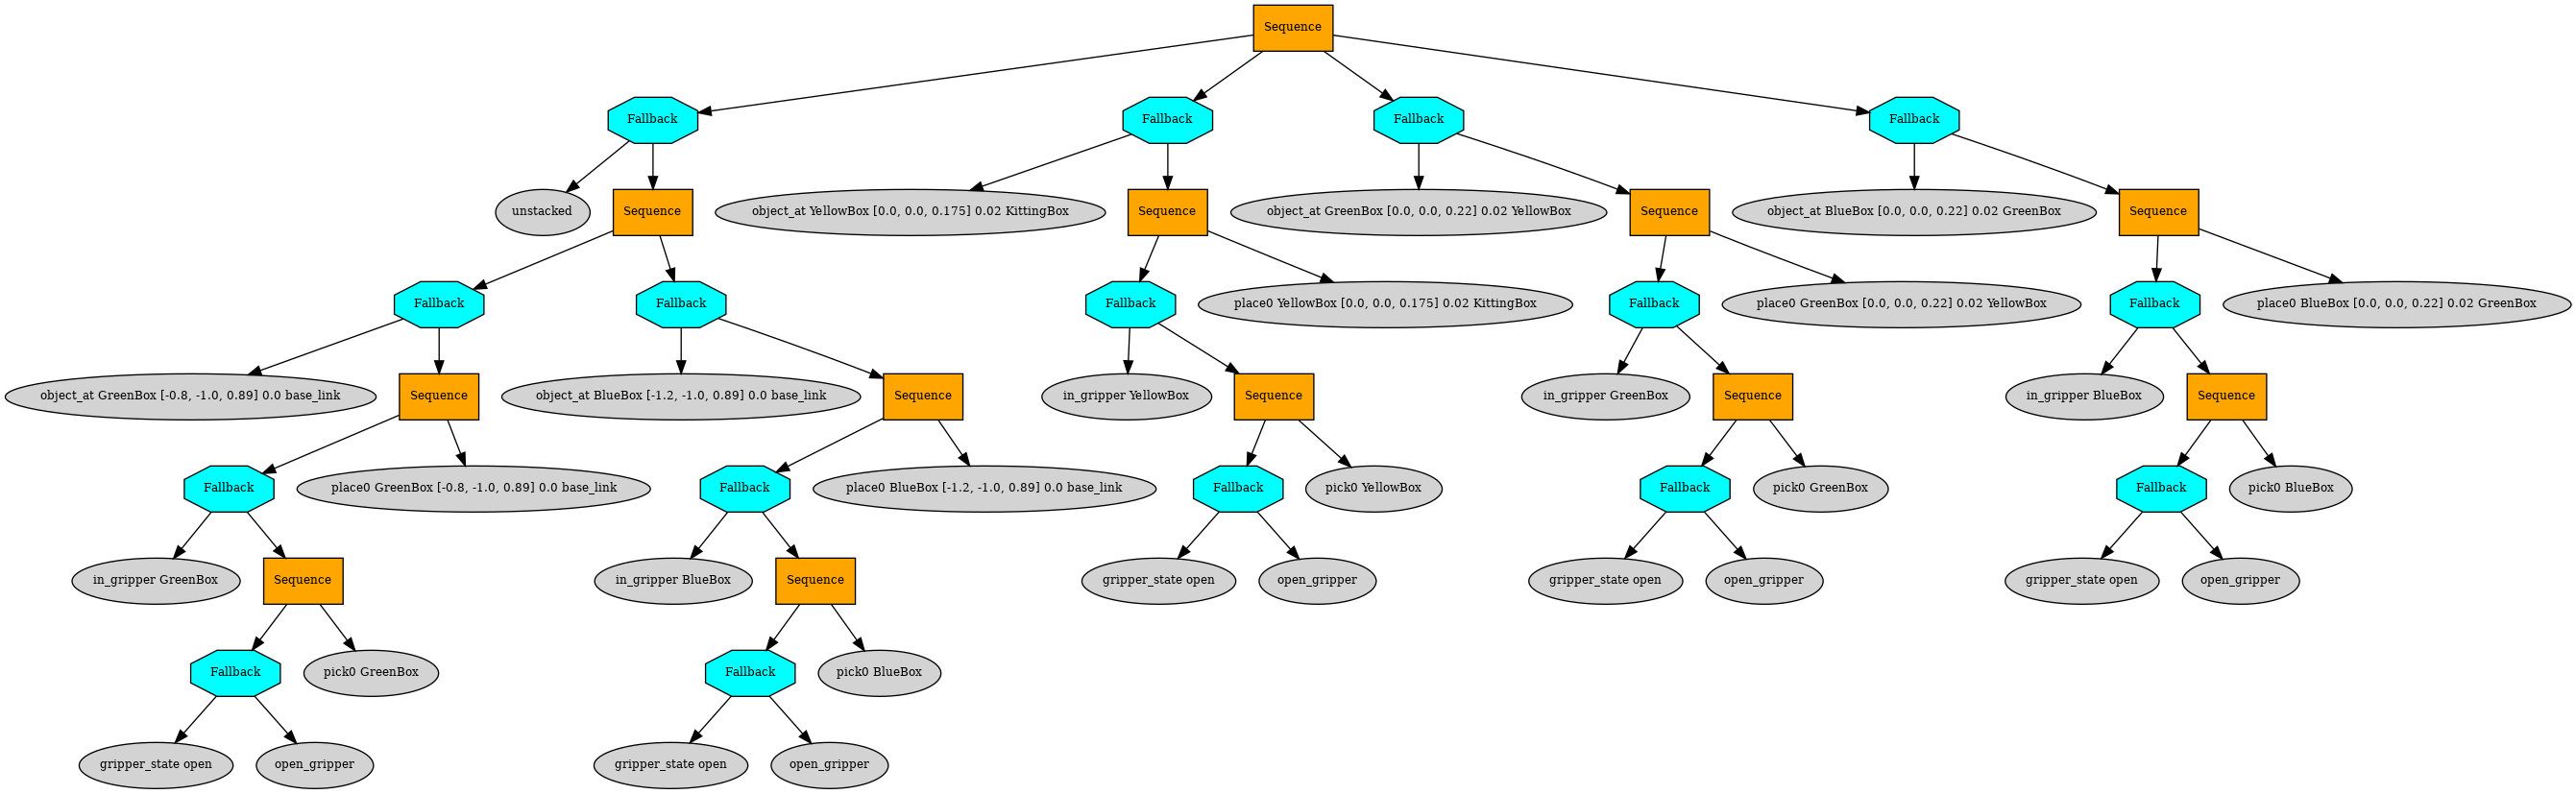 Sequence
Fallback
Fallback
Fallback
Fallback
unstacked
Sequence
object_at YellowBox [0.0, 0.0, 0.175] 0.02 KittingBox
Sequence
object_at GreenBox [0.0, 0.0, 0.22] 0.02 YellowBox
Sequence
object_at BlueBox [0.0, 0.0, 0.22] 0.02 GreenBox
Sequence
Fallback
Fallback
Fallback
place0 YellowBox [0.0, 0.0, 0.175] 0.02 KittingBox
Fallback
place0 GreenBox [0.0, 0.0, 0.22] 0.02 YellowBox
Fallback
place0 BlueBox [0.0, 0.0, 0.22] 0.02 GreenBox
object_at GreenBox [-0.8, -1.0, 0.89] 0.0 base_link
Sequence
object_at BlueBox [-1.2, -1.0, 0.89] 0.0 base_link
Sequence
in_gripper YellowBox
Sequence
in_gripper GreenBox
Sequence
in_gripper BlueBox
Sequence
Fallback
place0 GreenBox [-0.8, -1.0, 0.89] 0.0 base_link
Fallback
place0 BlueBox [-1.2, -1.0, 0.89] 0.0 base_link
Fallback
pick0 YellowBox
Fallback
pick0 GreenBox
Fallback
pick0 BlueBox
in_gripper GreenBox
Sequence
in_gripper BlueBox
Sequence
gripper_state open
open_gripper
gripper_state open
open_gripper
gripper_state open
open_gripper
Fallback
pick0 GreenBox
Fallback
pick0 BlueBox
gripper_state open
open_gripper
gripper_state open
open_gripper